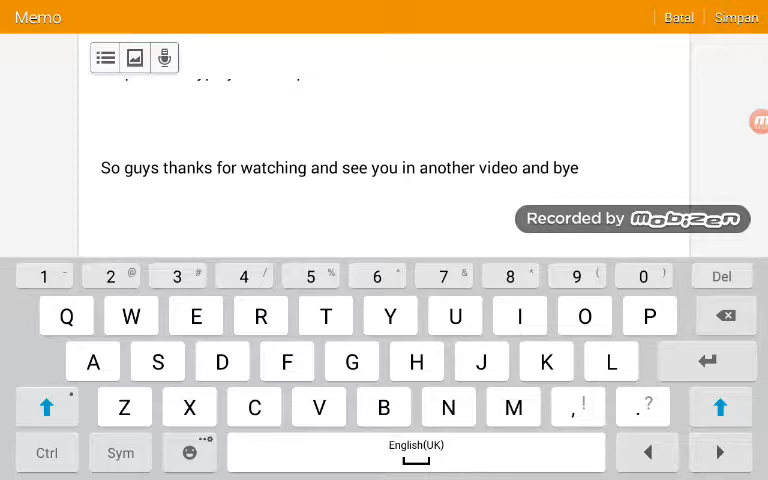 Memo
Batal
Simpan
So guys thanks for watching and see you in another video and bye
Recorded by mobizen
1 - 2 @ 3 # 4 / 5 % 6 ^ 7 & 8 * 9 ( 0 ) Del
Q W E R T Y U I O P
A S D F G H J K L
Z X C V B N M , ! . ?
Ctrl Sym English(UK)